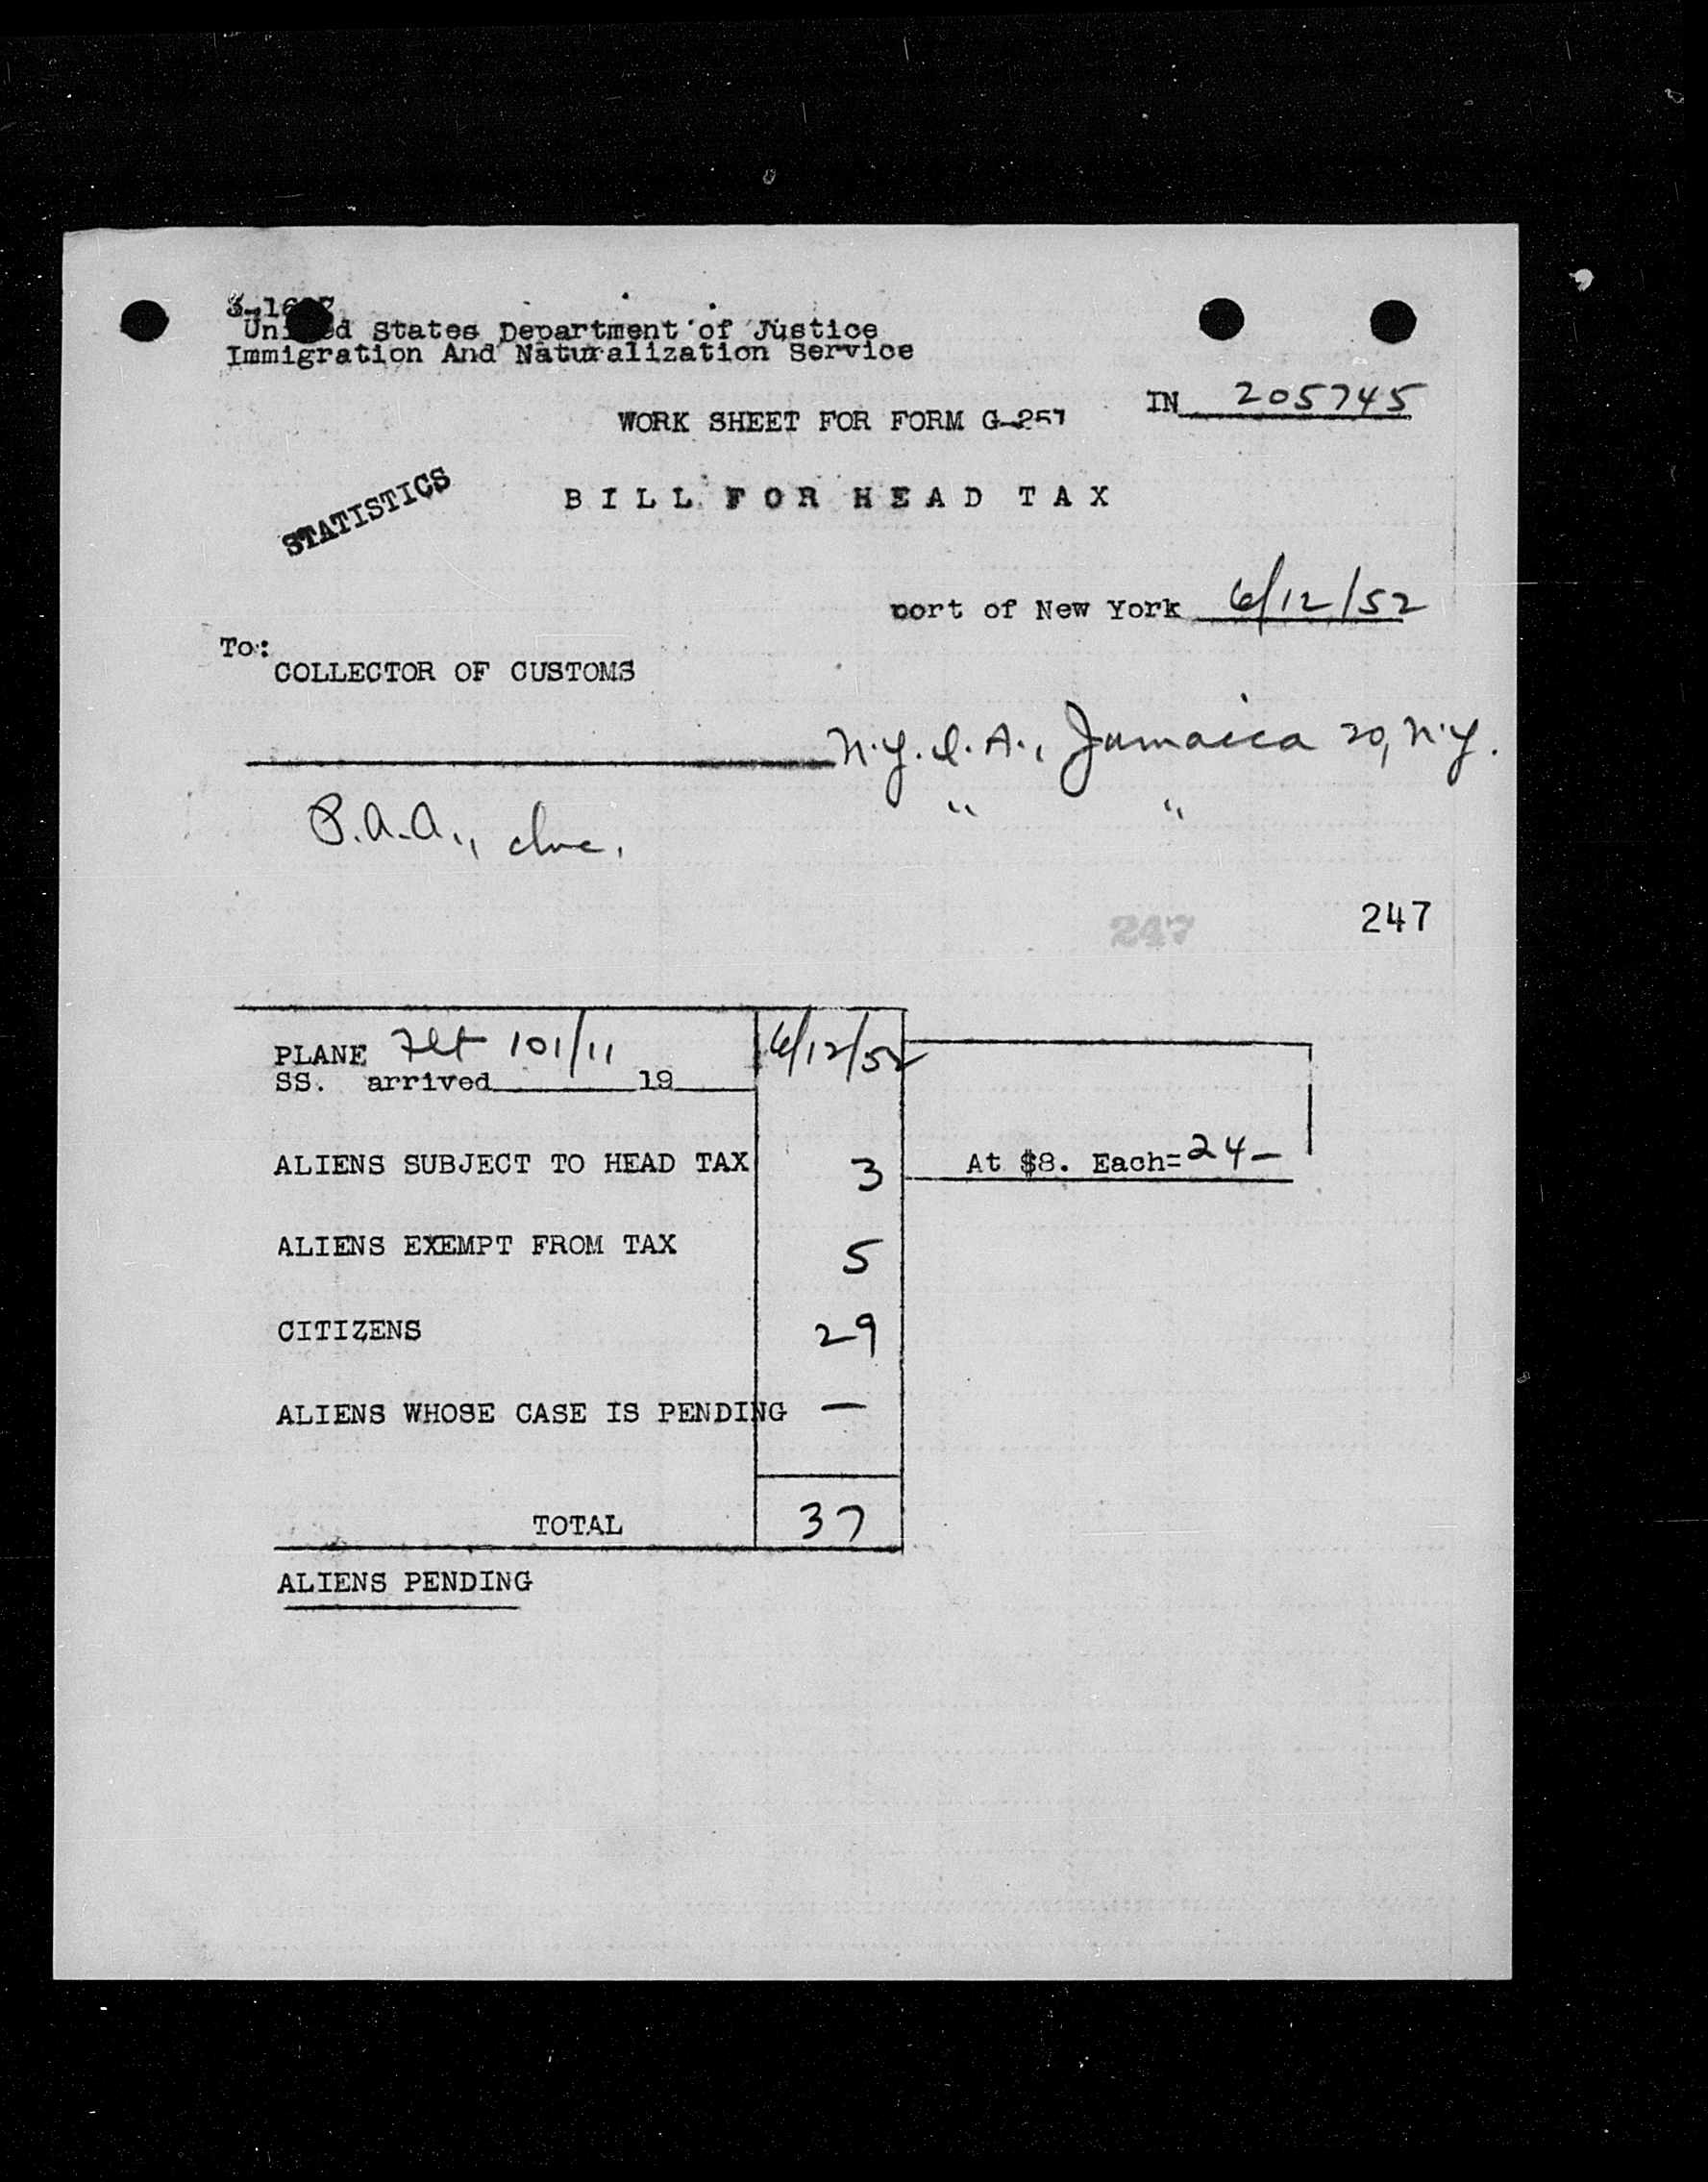 United States Department of Justice
Immigration And Naturalization Service
IN 205745
WORK SHEET FOR FORM G-257
STATISTICS
BILL FOR HEAD TAX
port of New York 6/12/52
To:
COLLECTOR OF CUSTOMS
N.Y.I.A., Jamaica 20, N.Y.
P.A.A., Inc. " "
247 247
PLANE Flt 101/11 6/12/52
SS. arrived 19
ALIENS SUBJECT TO HEAD TAX 3 At $8. Each= 24-
ALIENS EXEMPT FROM TAX 5
CITIZENS 29
ALIENS WHOSE CASE IS PENDING —
TOTAL 37
ALIENS PENDING